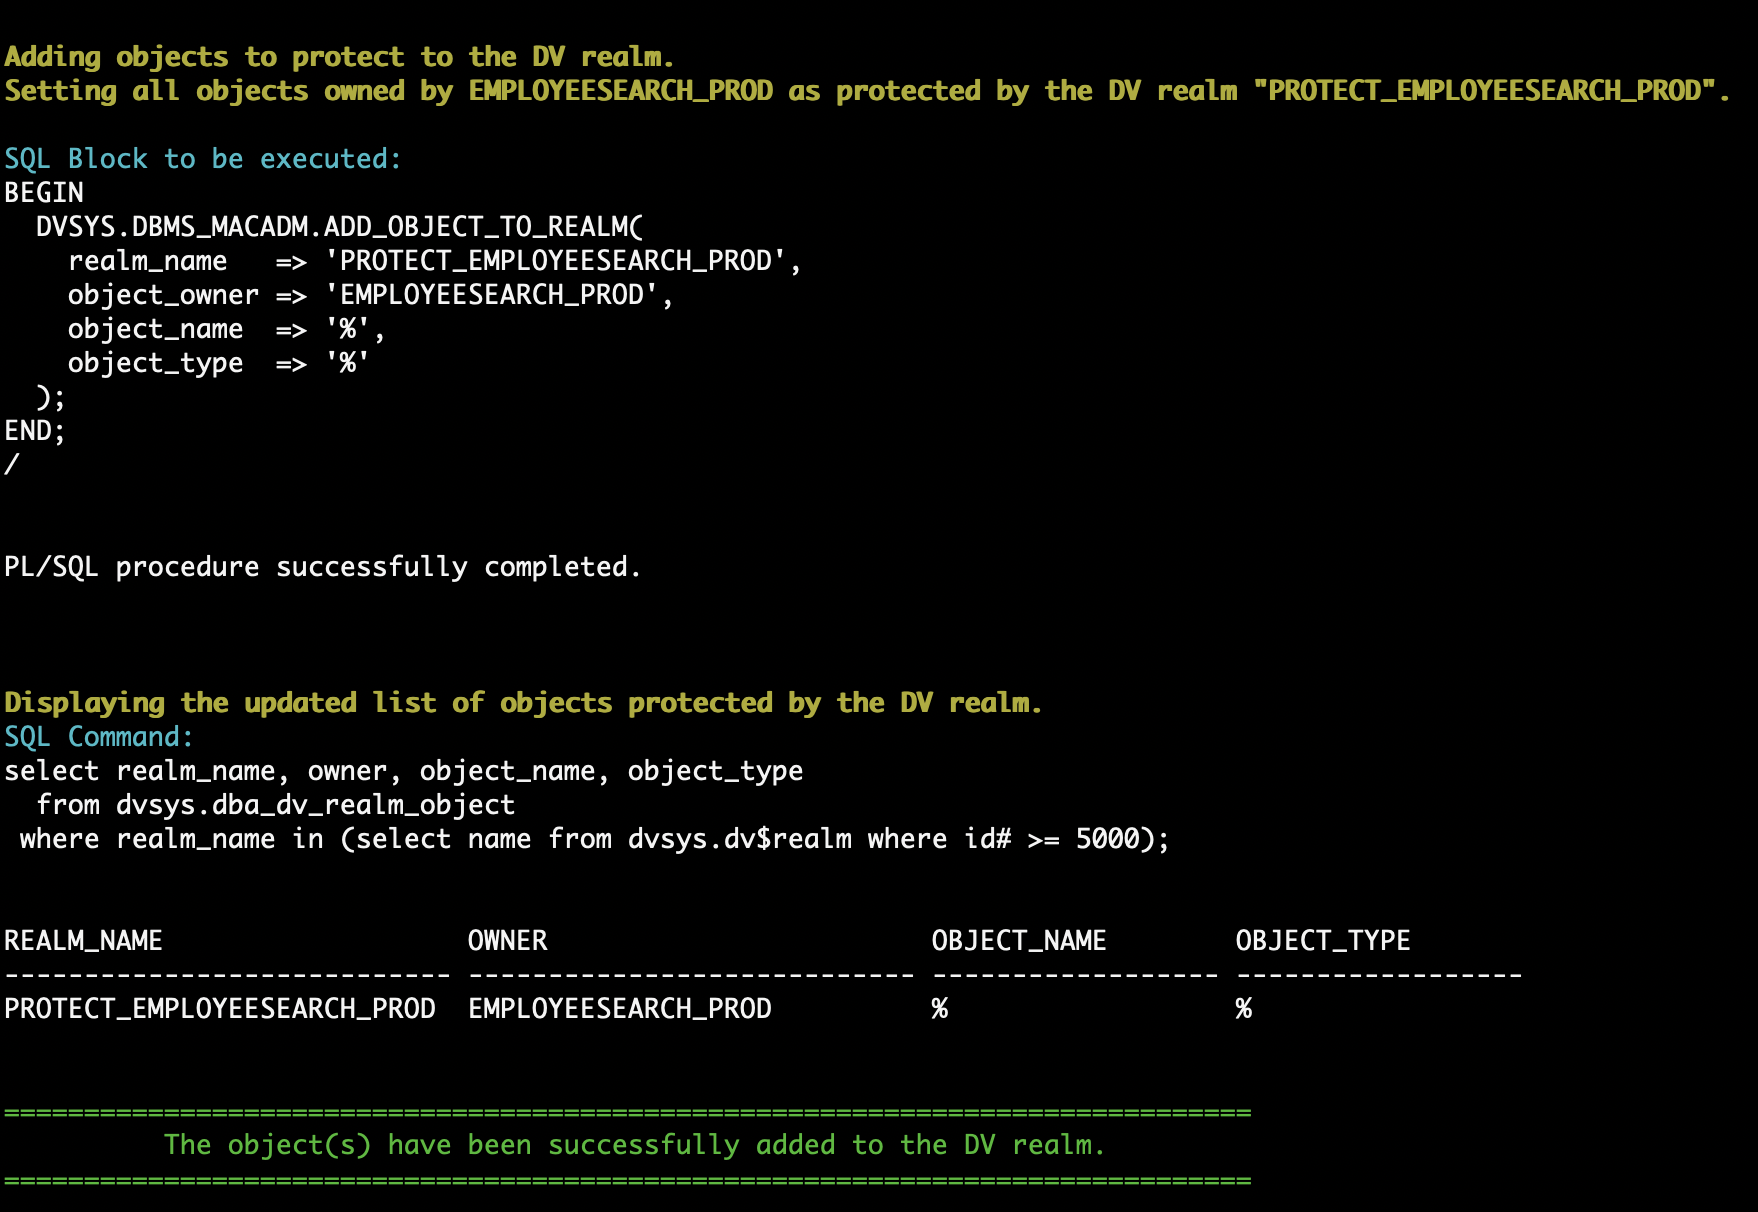 Adding objects to protect to the DV realm.
Setting all objects owned by EMPLOYEESEARCH_PROD as protected by the DV realm "PROTECT_EMPLOYEESEARCH_PROD".
SQL Block to be executed:
BEGIN
  DVSYS.DBMS_MACADM.ADD_OBJECT_TO_REALM(
    realm_name   => 'PROTECT_EMPLOYEESEARCH_PROD',
    object_owner => 'EMPLOYEESEARCH_PROD',
    object_name  => '%',
    object_type  => '%'
  );
END;
/
PL/SQL procedure successfully completed.
Displaying the updated list of objects protected by the DV realm.
SQL Command:
select realm_name, owner, object_name, object_type
  from dvsys.dba_dv_realm_object
 where realm_name in (select name from dvsys.dv$realm where id# >= 5000);
REALM_NAME                   OWNER                        OBJECT_NAME        OBJECT_TYPE
---------------------------- ---------------------------- ------------------ ------------------
PROTECT_EMPLOYEESEARCH_PROD  EMPLOYEESEARCH_PROD          %                  %
==============================================================================
          The object(s) have been successfully added to the DV realm.
==============================================================================